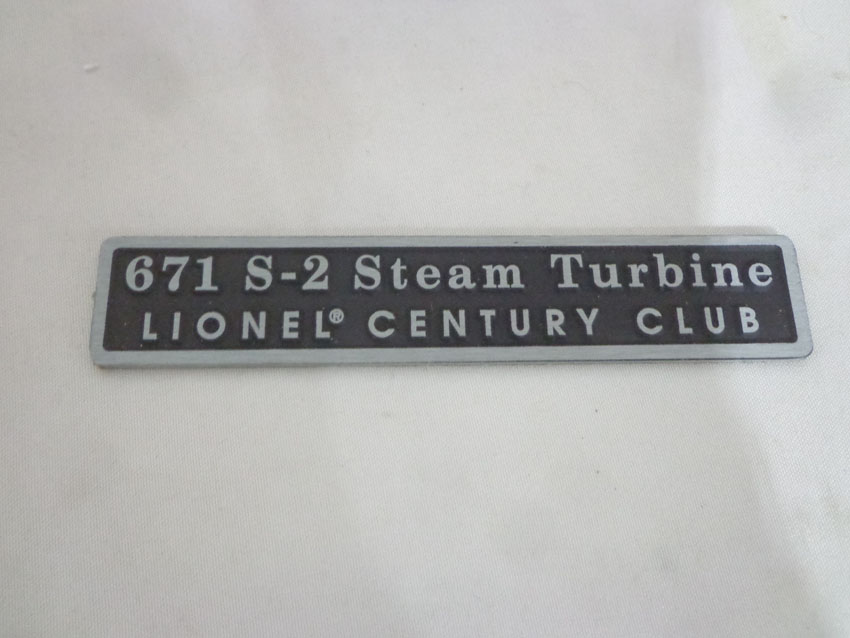 671 S-2 Steam Turbine
LIONEL® CENTURY CLUB